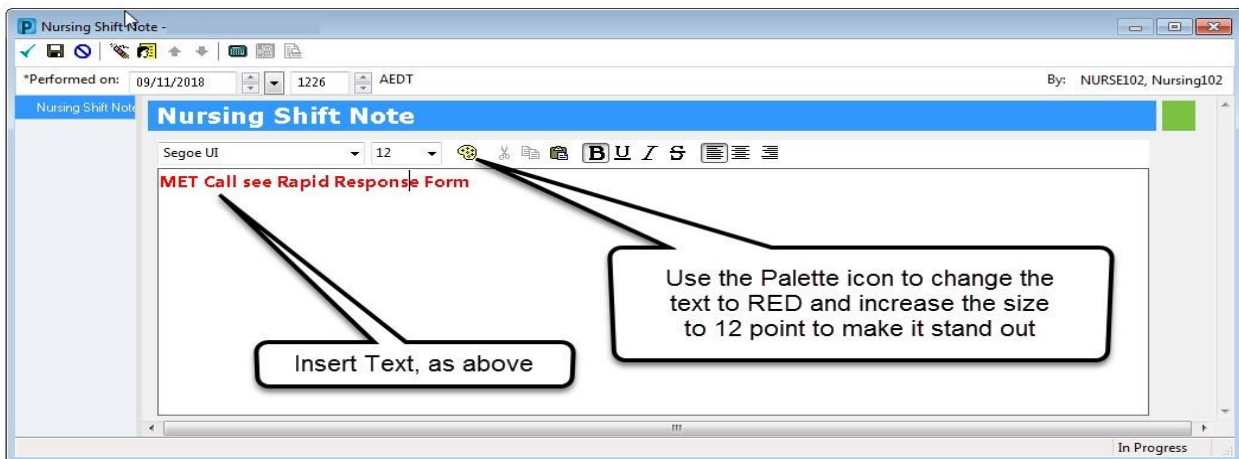 Nursing Shift Note -
*Performed on: 09/11/2018 1226 AEDT By: NURSE102, Nursing102
Nursing Shift Note
Nursing Shift Note
Segoe UI 12 B U I S
MET Call see Rapid Response Form
Use the Palette icon to change the
text to RED and increase the size
to 12 point to make it stand out
Insert Text, as above
In Progress